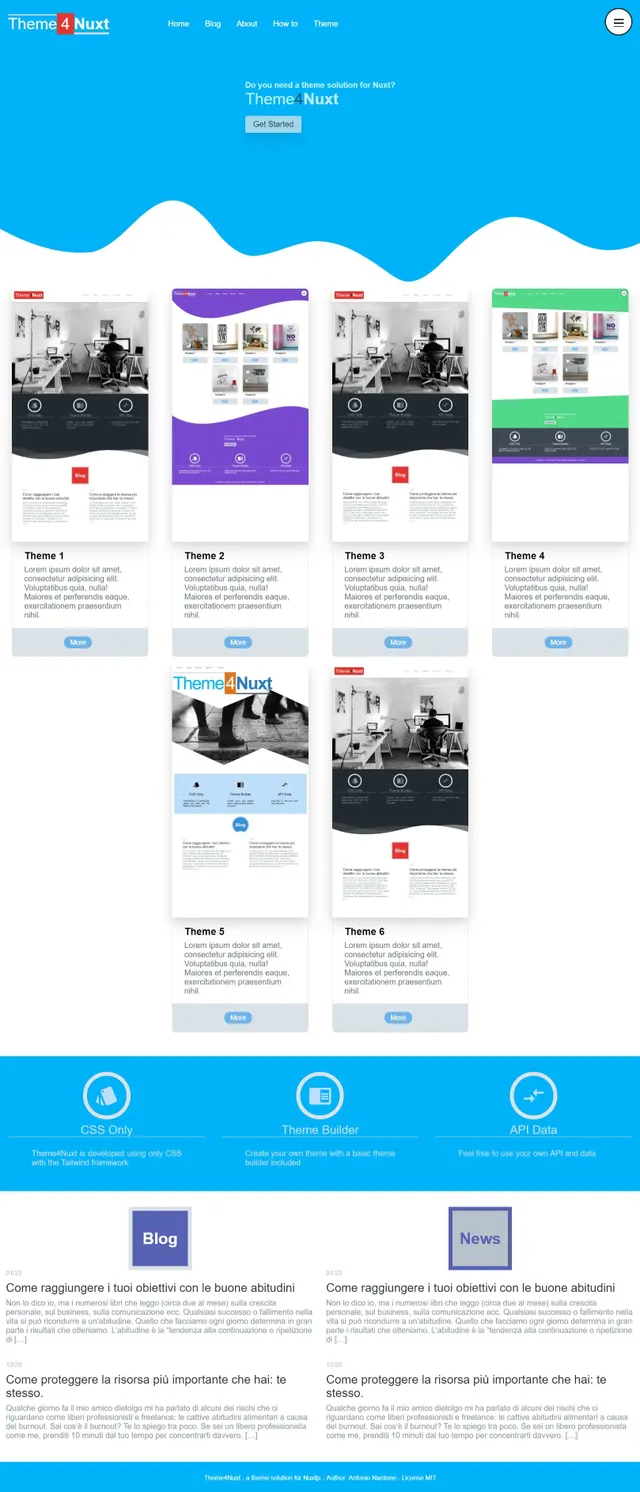 Theme4Nuxt
Home Blog About How to Theme
Do you need a theme solution for Nuxt?
Theme4Nuxt
Get Started
Theme4Nuxt
Blog
Theme4Nuxt
Theme4Nuxt
Blog
Theme4Nuxt
Theme 1
Lorem ipsum dolor sit amet,
consectetur adipisicing elit.
Voluptatibus quia, nulla!
Maiores et perferendis eaque,
exercitationem praesentium
nihil.
More
Theme 2
Lorem ipsum dolor sit amet,
consectetur adipisicing elit.
Voluptatibus quia, nulla!
Maiores et perferendis eaque,
exercitationem praesentium
nihil.
More
Theme 3
Lorem ipsum dolor sit amet,
consectetur adipisicing elit.
Voluptatibus quia, nulla!
Maiores et perferendis eaque,
exercitationem praesentium
nihil.
More
Theme 4
Lorem ipsum dolor sit amet,
consectetur adipisicing elit.
Voluptatibus quia, nulla!
Maiores et perferendis eaque,
exercitationem praesentium
nihil.
More
Theme4Nuxt
CSS Only Theme Builder API Data
Blog
Theme4Nuxt
Blog
Theme 5
Lorem ipsum dolor sit amet,
consectetur adipisicing elit.
Voluptatibus quia, nulla!
Maiores et perferendis eaque,
exercitationem praesentium
nihil.
More
Theme 6
Lorem ipsum dolor sit amet,
consectetur adipisicing elit.
Voluptatibus quia, nulla!
Maiores et perferendis eaque,
exercitationem praesentium
nihil.
More
CSS Only
Theme4Nuxt is developed using only CSS
with the Tailwind framework
Theme Builder
Create your own theme with a basic theme
builder included
API Data
Feel free to use your own API and data
Blog
01/22
Come raggiungere i tuoi obiettivi con le buone abitudini
Non lo dico io, ma i numerosi libri che leggo (circa due al mese) sulla crescita
personale, sul business, sulla comunicazione ecc. Qualsiasi successo o fallimento nella
vita si può ricondurre a un'abitudine. Quello che facciamo ogni giorno determina in gran
parte i risultati che otteniamo. L'abitudine è la "tendenza alla continuazione o ripetizione
di […]
12/20
Come proteggere la risorsa più importante che hai: te
stesso.
Qualche giorno fa il mio amico dietolgo mi ha parlato di alcuni dei rischi che ci
riguardano come liberi professionisti e freelance: le cattive abitudini alimentari a causa
del burnout. Sai cos'è il burnout? Te lo spiego tra poco. Se sei un libero professionista
come me, prenditi 10 minuti dal tuo tempo per concentrarti davvero. […]
News
01/22
Come raggiungere i tuoi obiettivi con le buone abitudini
Non lo dico io, ma i numerosi libri che leggo (circa due al mese) sulla crescita
personale, sul business, sulla comunicazione ecc. Qualsiasi successo o fallimento nella
vita si può ricondurre a un'abitudine. Quello che facciamo ogni giorno determina in gran
parte i risultati che otteniamo. L'abitudine è la "tendenza alla continuazione o ripetizione
di […]
12/20
Come proteggere la risorsa più importante che hai: te
stesso.
Qualche giorno fa il mio amico dietolgo mi ha parlato di alcuni dei rischi che ci
riguardano come liberi professionisti e freelance: le cattive abitudini alimentari a causa
del burnout. Sai cos'è il burnout? Te lo spiego tra poco. Se sei un libero professionista
come me, prenditi 10 minuti dal tuo tempo per concentrarti davvero. […]
Theme4Nuxt - a theme solution for Nuxtjs - Author: Antonio Nardone - License MIT